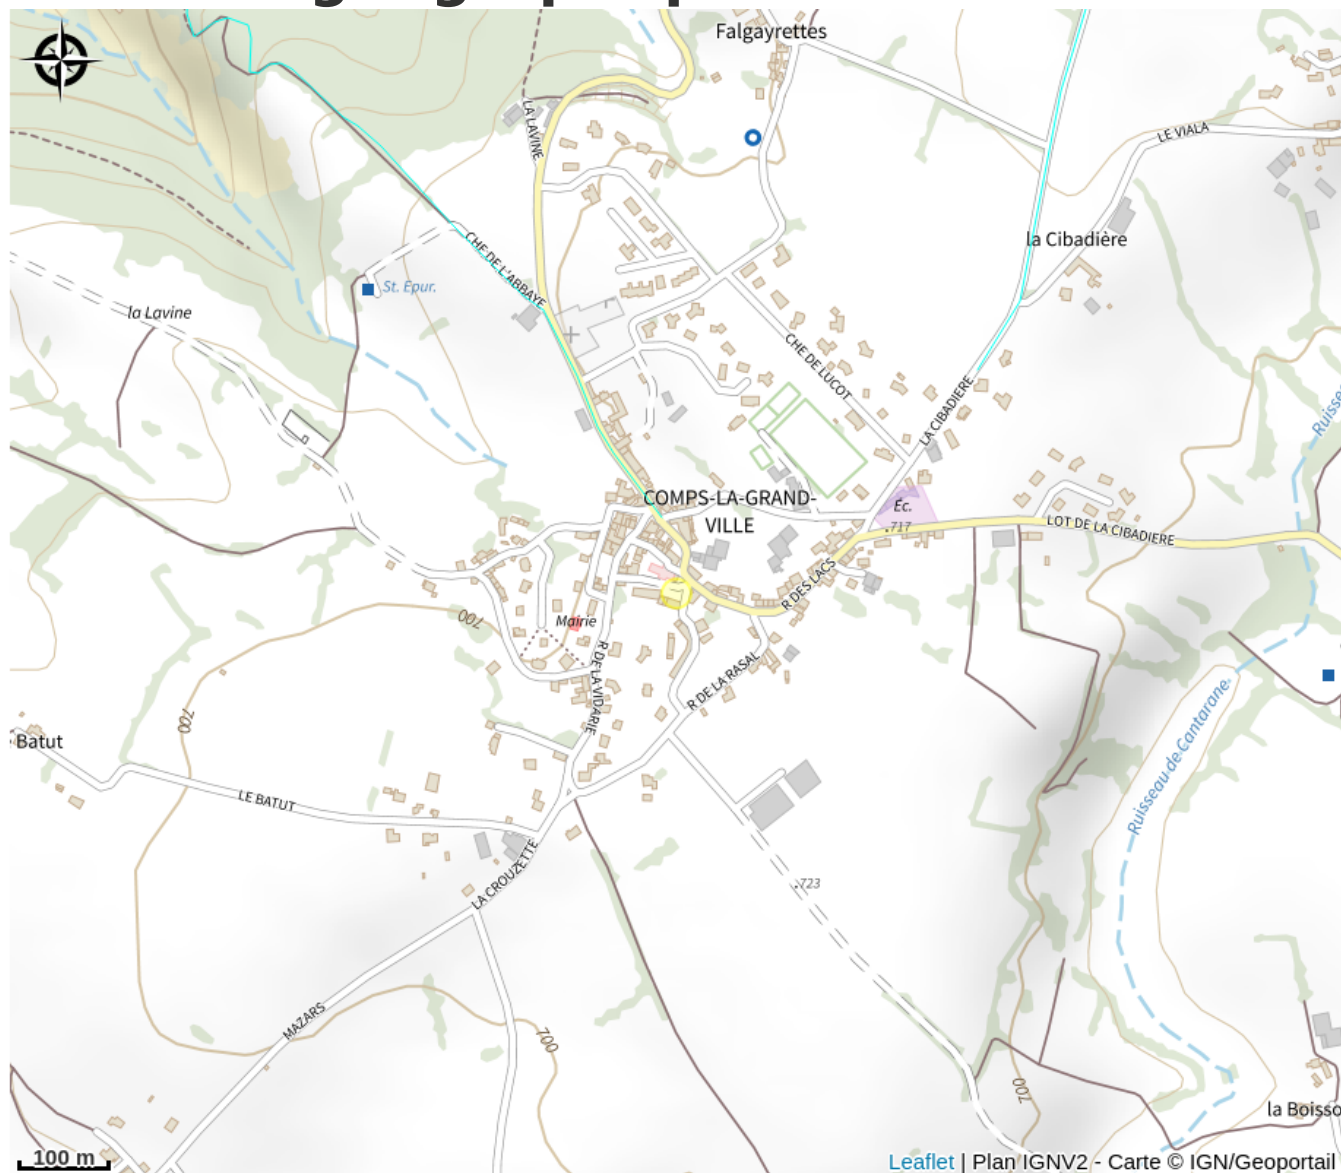 Falgayrettes
LA LAVINE
LE VIALA
la Cibadière
CHE DE L'ABBAYE
St. Epur.
la Lavine
CHE DE LUCOT
LA CIBADIERE
COMPS-LA-GRAND-
VILLE
Éc.
717
LOT DE LA CIBADIERE
R DES LACS
700
Mairie
R DE LA VIDARIE
R DE LA RASAL
700
Batut
Ruisseau de Cantarane
LE BATUT
LA CROUZETTE
723
MAZARS
700
700
la Boisso
100 m
Leaflet | Plan IGNV2 - Carte © IGN/Geoportail